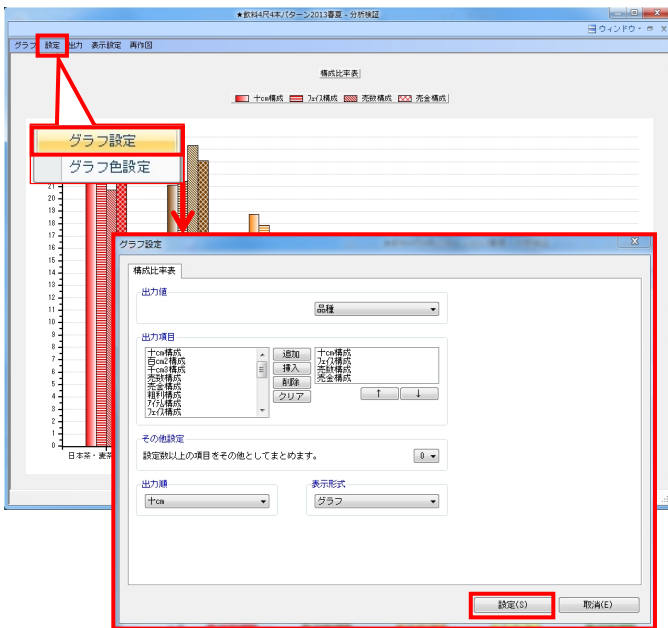 ★飲料4尺4本パターン2013春夏 - 分析検証
ウィンドウ
グラフ 設定 出力 表示設定 再作図
構成比率表
十cm構成 フェイス構成 売数構成 売金構成
グラフ設定
グラフ色設定
21
20
19
18
17
16
15
14
13
12
11
10
9
8
7
6
5
4
3
2
1
0
日本茶・麦茶
グラフ設定
構成比率表
出力値
品種
出力項目
十cm構成
百cm2構成
千cm3構成
売数構成
売金構成
粗利構成
アイテム構成
フェイス構成
追加
挿入
削除
クリア
十cm構成
フェイス構成
売数構成
売金構成
↑ ↓
その他設定
設定数以上の項目をその他としてまとめます。 0
出力順
十cm
表示形式
グラフ
設定(S) 取消(E)